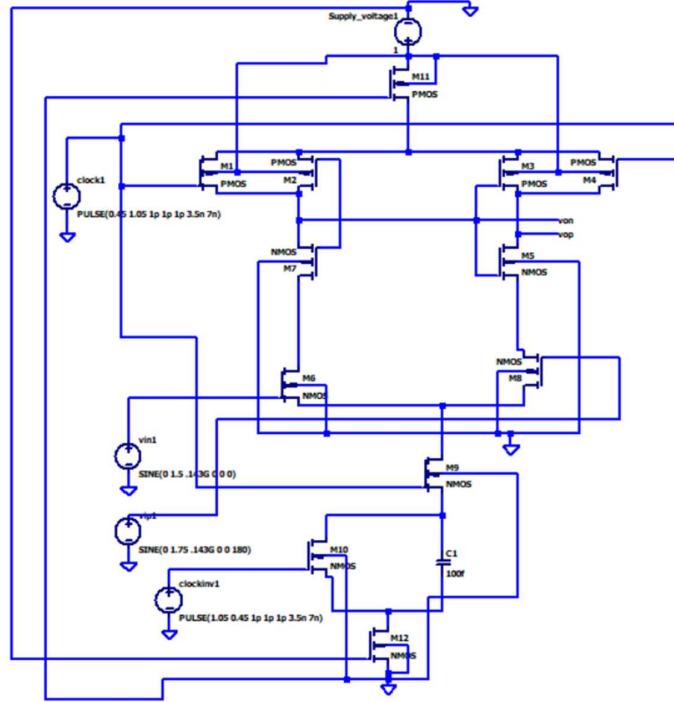 Supply_voltage1
1
M11
PMOS
M1
PMOS
PMOS
M2
M3
PMOS
PMOS
M4
clock1
PULSE(0.45 1.05 1p 1p 1p 3.5n 7n)
von
vop
NMOS
M7
M5
NMOS
M6
NMOS
NMOS
M8
vin1
SINE(0 1.5 .143G 0 0 0)
M9
NMOS
vip1
SINE(0 1.75 .143G 0 0 180)
M10
NMOS
C1
100f
clockinv1
PULSE(1.05 0.45 1p 1p 1p 3.5n 7n)
M12
NMOS